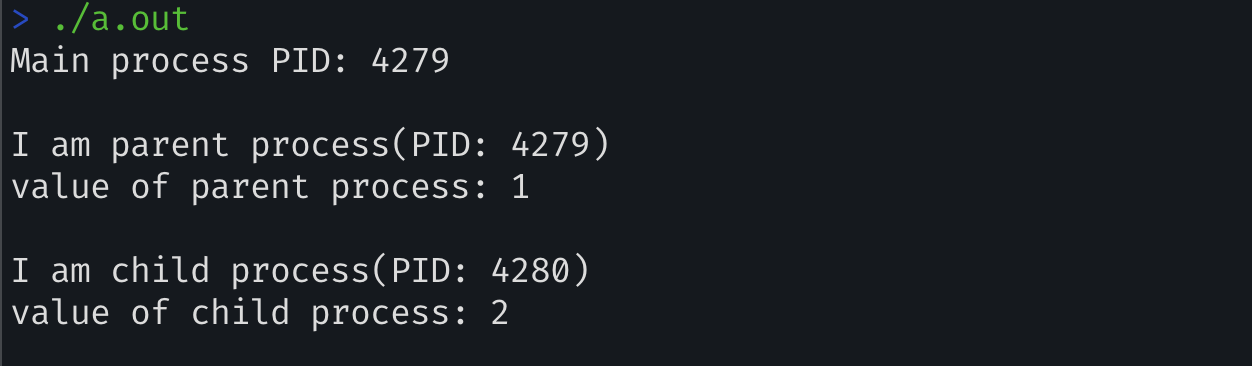 > ./a.out
Main process PID: 4279
I am parent process(PID: 4279)
value of parent process: 1
I am child process(PID: 4280)
value of child process: 2